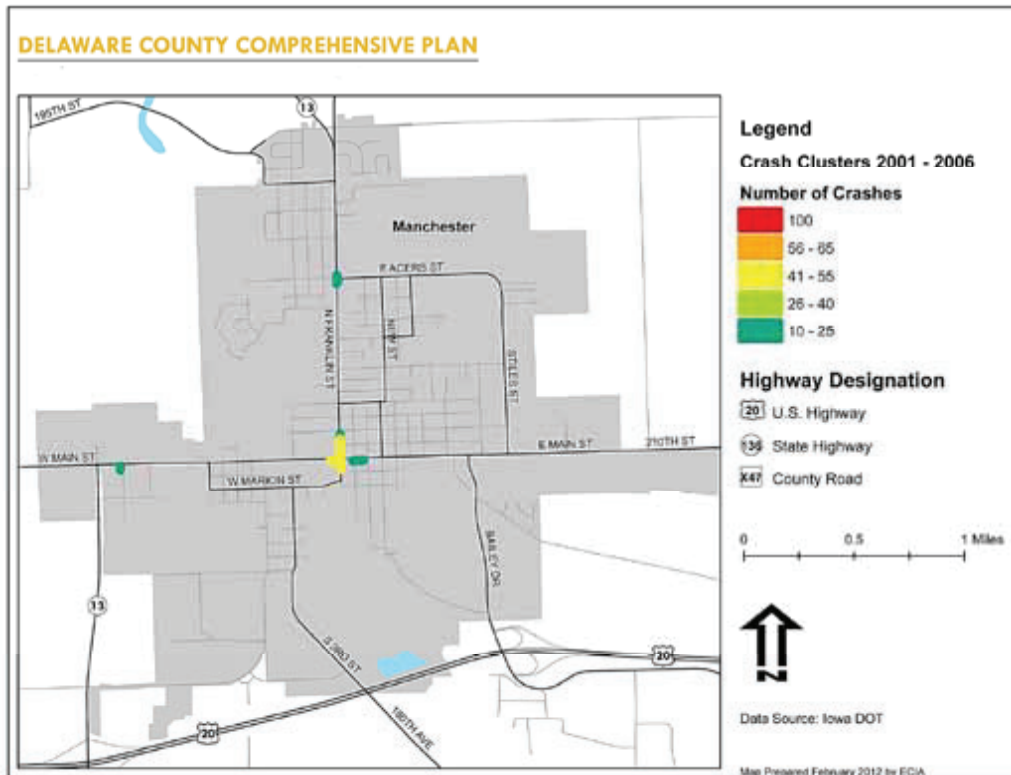 DELAWARE COUNTY COMPREHENSIVE PLAN
195TH ST
13
Manchester
E ACERS ST
N FRANKLIN ST
NEW ST
STILES ST
W MAIN ST
E MAIN ST
210TH ST
W MARKIN ST
BAILEY DR
13
S 3RD ST
20
20
180TH AVE
Legend
Crash Clusters 2001 - 2006
Number of Crashes
100
56 - 65
41 - 55
26 - 40
10 - 25
Highway Designation
20 U.S. Highway
136 State Highway
X47 County Road
0 0.5 1 Miles
N
Data Source: Iowa DOT
Map Prepared February 2012 by ECIA